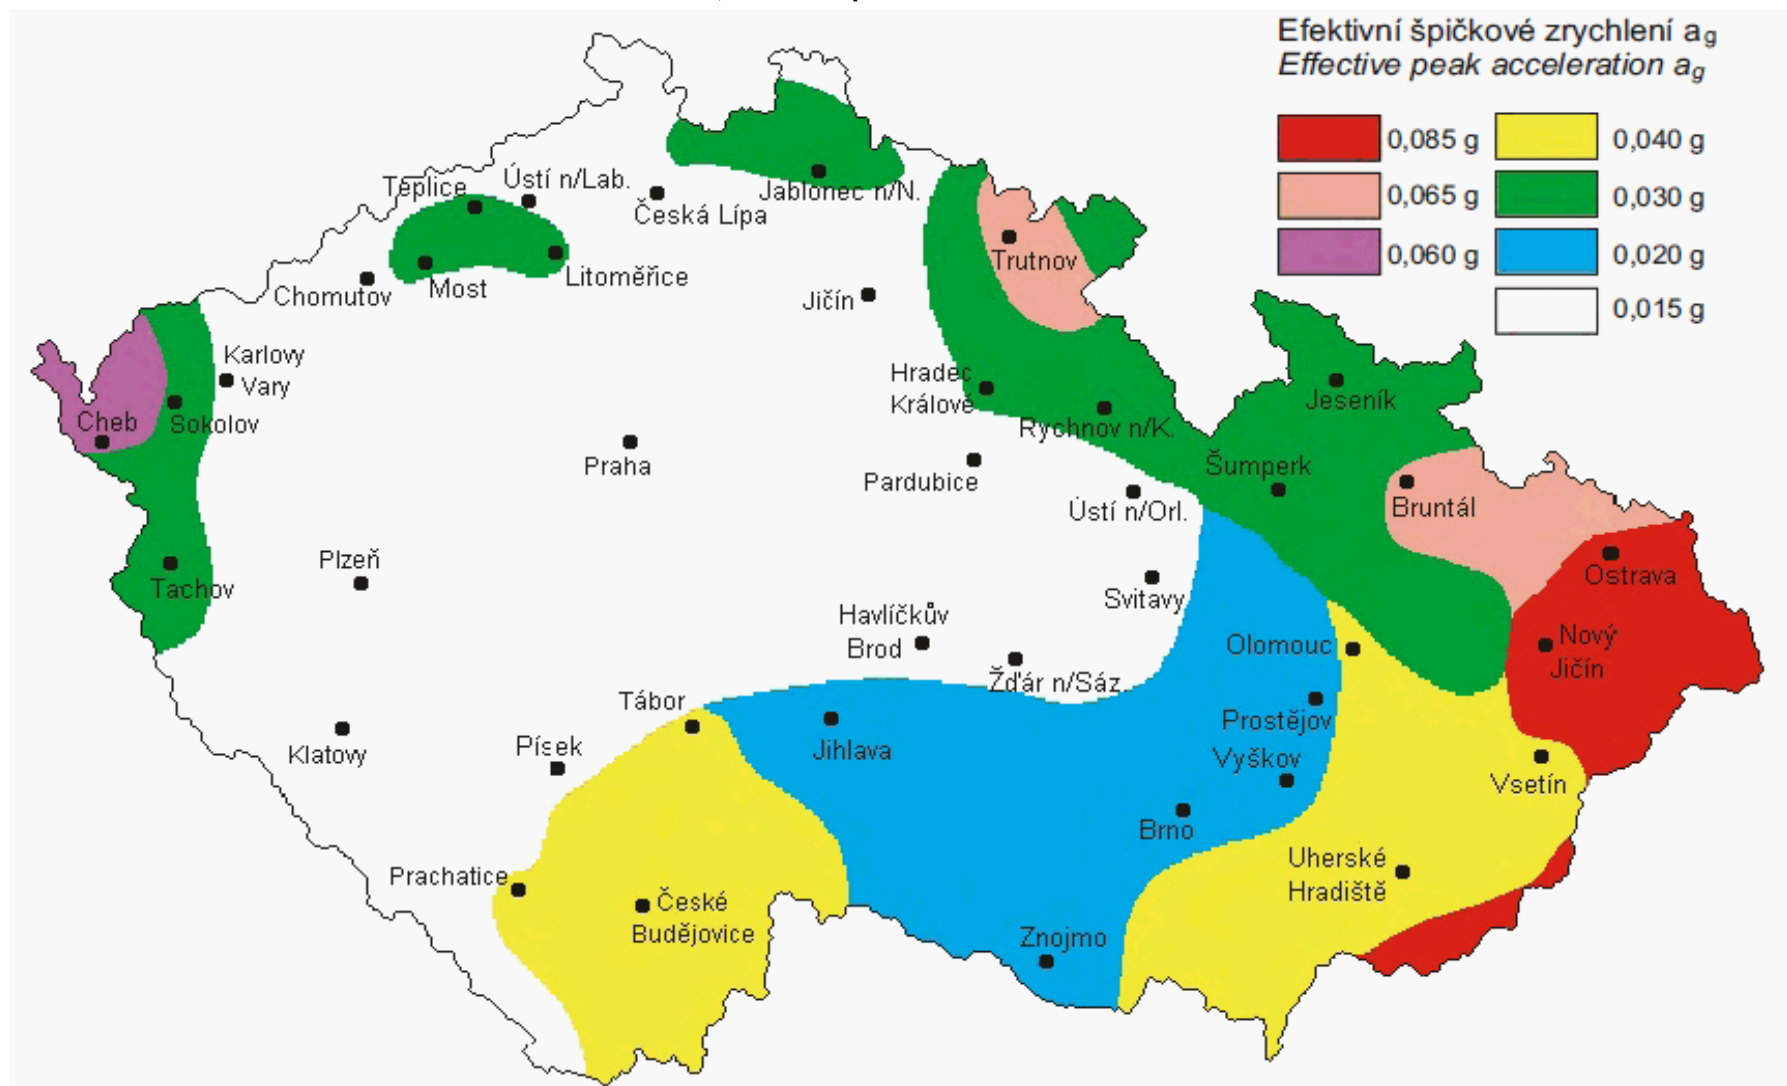 Efektivní špičkové zrychlení ag
Effective peak acceleration ag
0,085 g
0,040 g
0,065 g
0,030 g
0,060 g
0,020 g
0,015 g
Teplice
Ústí n/Lab.
Česká Lípa
Jablonec n/N.
Chomutov
Most
Litoměřice
Jičín
Trutnov
Karlovy
Vary
Cheb
Sokolov
Hradec
Králové
Rychnov n/K.
Jeseník
Praha
Pardubice
Šumperk
Ústí n/Orl.
Bruntál
Plzeň
Tachov
Svitavy
Ostrava
Havlíčkův
Brod
Žďár n/Sáz.
Olomouc
Nový
Jičín
Tábor
Klatovy
Písek
Jihlava
Prostějov
Vyškov
Vsetín
Brno
Prachatice
České
Budějovice
Uherské
Hradiště
Znojmo